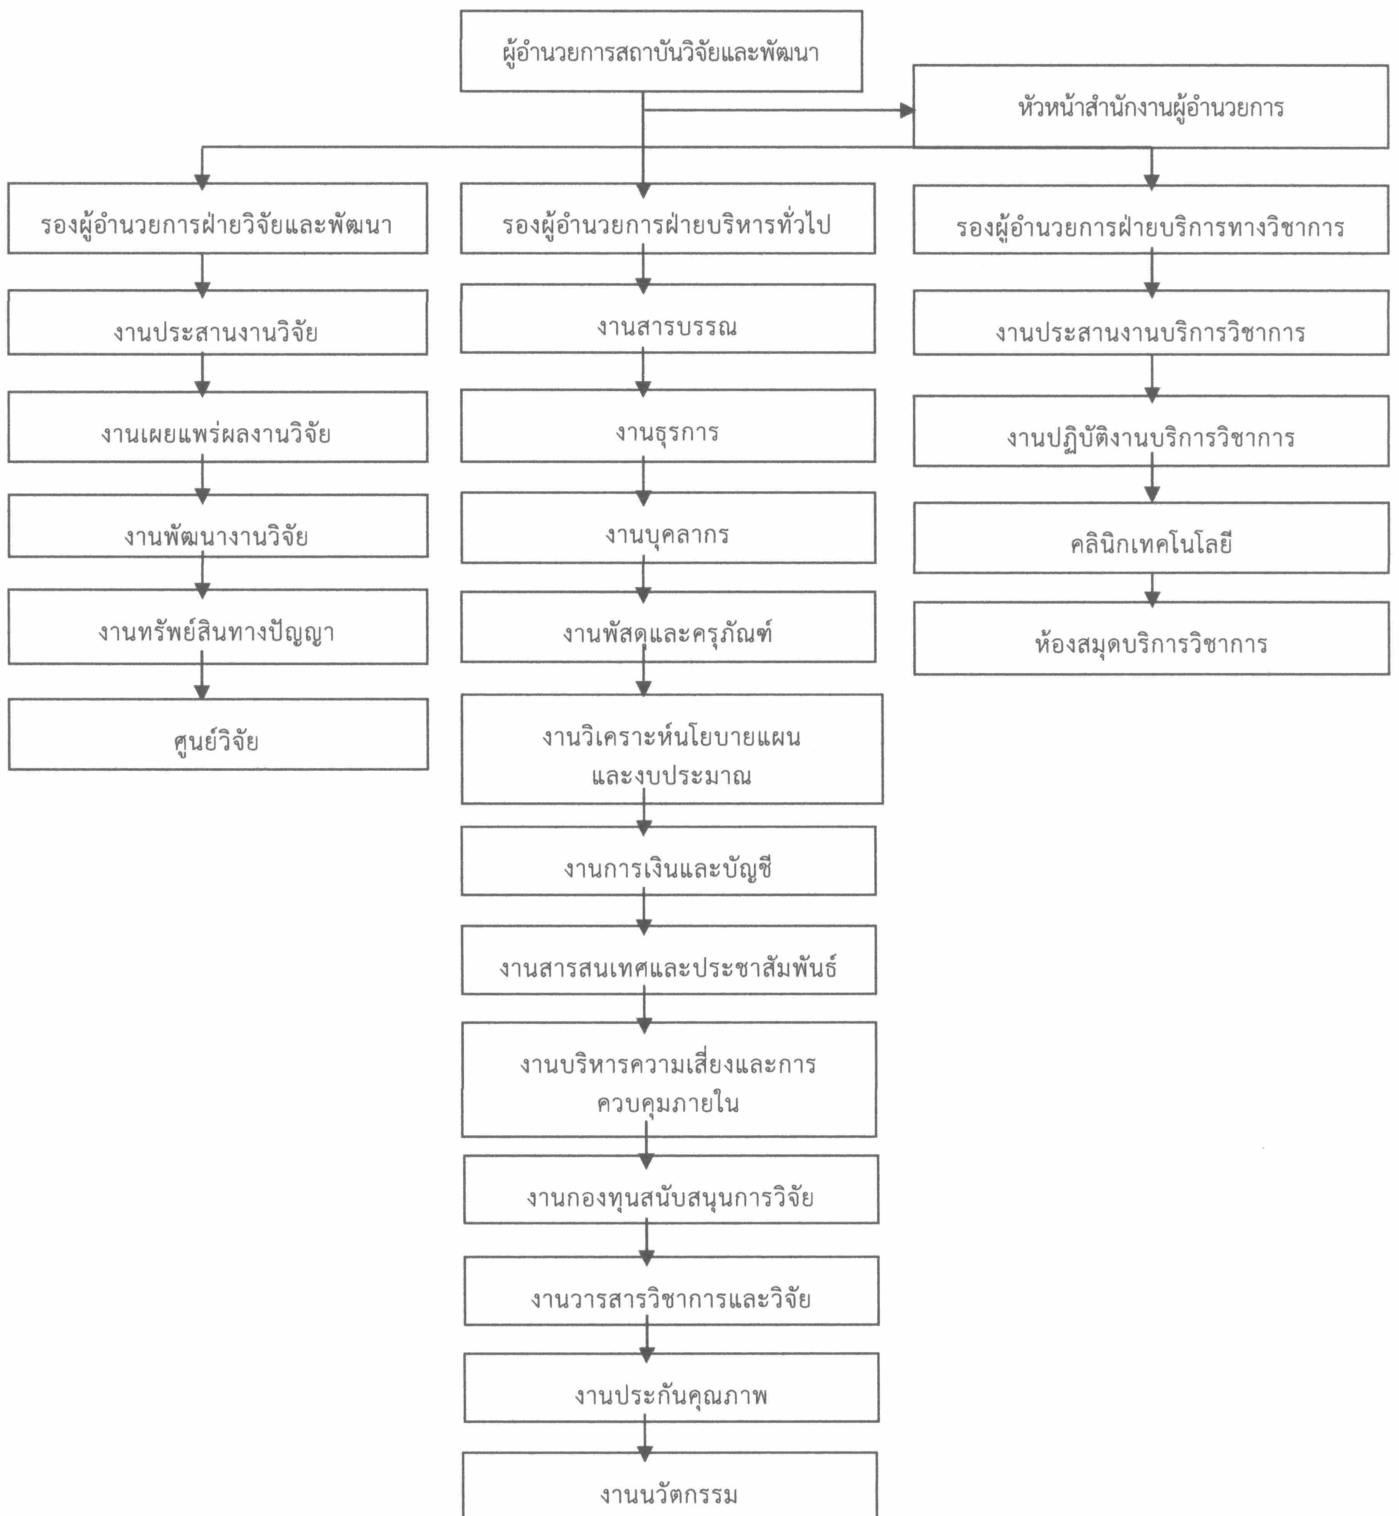 ผู้อำนวยการสถาบันวิจัยและพัฒนา
หัวหน้าสำนักงานผู้อำนวยการ
รองผู้อำนวยการฝ่ายวิจัยและพัฒนา
งานประสานงานวิจัย
งานเผยแพร่ผลงานวิจัย
งานพัฒนางานวิจัย
งานทรัพย์สินทางปัญญา
ศูนย์วิจัย
รองผู้อำนวยการฝ่ายบริหารทั่วไป
งานสารบรรณ
งานธุรการ
งานบุคลากร
งานพัสดุและครุภัณฑ์
งานวิเคราะห์นโยบายแผน
และงบประมาณ
งานการเงินและบัญชี
งานสารสนเทศและประชาสัมพันธ์
งานบริหารความเสี่ยงและการ
ควบคุมภายใน
งานกองทุนสนับสนุนการวิจัย
งานวารสารวิชาการและวิจัย
งานประกันคุณภาพ
งานนวัตกรรม
รองผู้อำนวยการฝ่ายบริการทางวิชาการ
งานประสานงานบริการวิชาการ
งานปฏิบัติงานบริการวิชาการ
คลินิกเทคโนโลยี
ห้องสมุดบริการวิชาการ